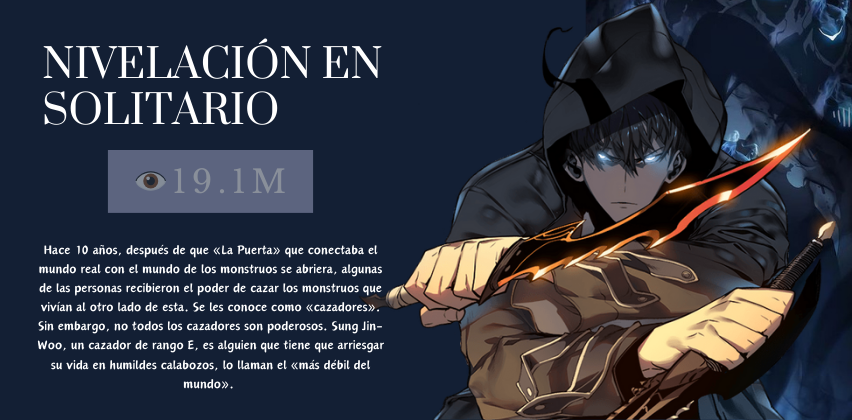 NIVELACIÓN EN
SOLITARIO
19.1M
Hace 10 años, después de que «La Puerta» que conectaba el
mundo real con el mundo de los monstruos se abriera, algunas
de las personas recibieron el poder de cazar los monstruos que
vivían al otro lado de esta. Se les conoce como «cazadores».
Sin embargo, no todos los cazadores son poderosos. Sung Jin-
Woo, un cazador de rango E, es alguien que tiene que arriesgar
su vida en humildes calabozos, lo llaman el «más débil del
mundo».